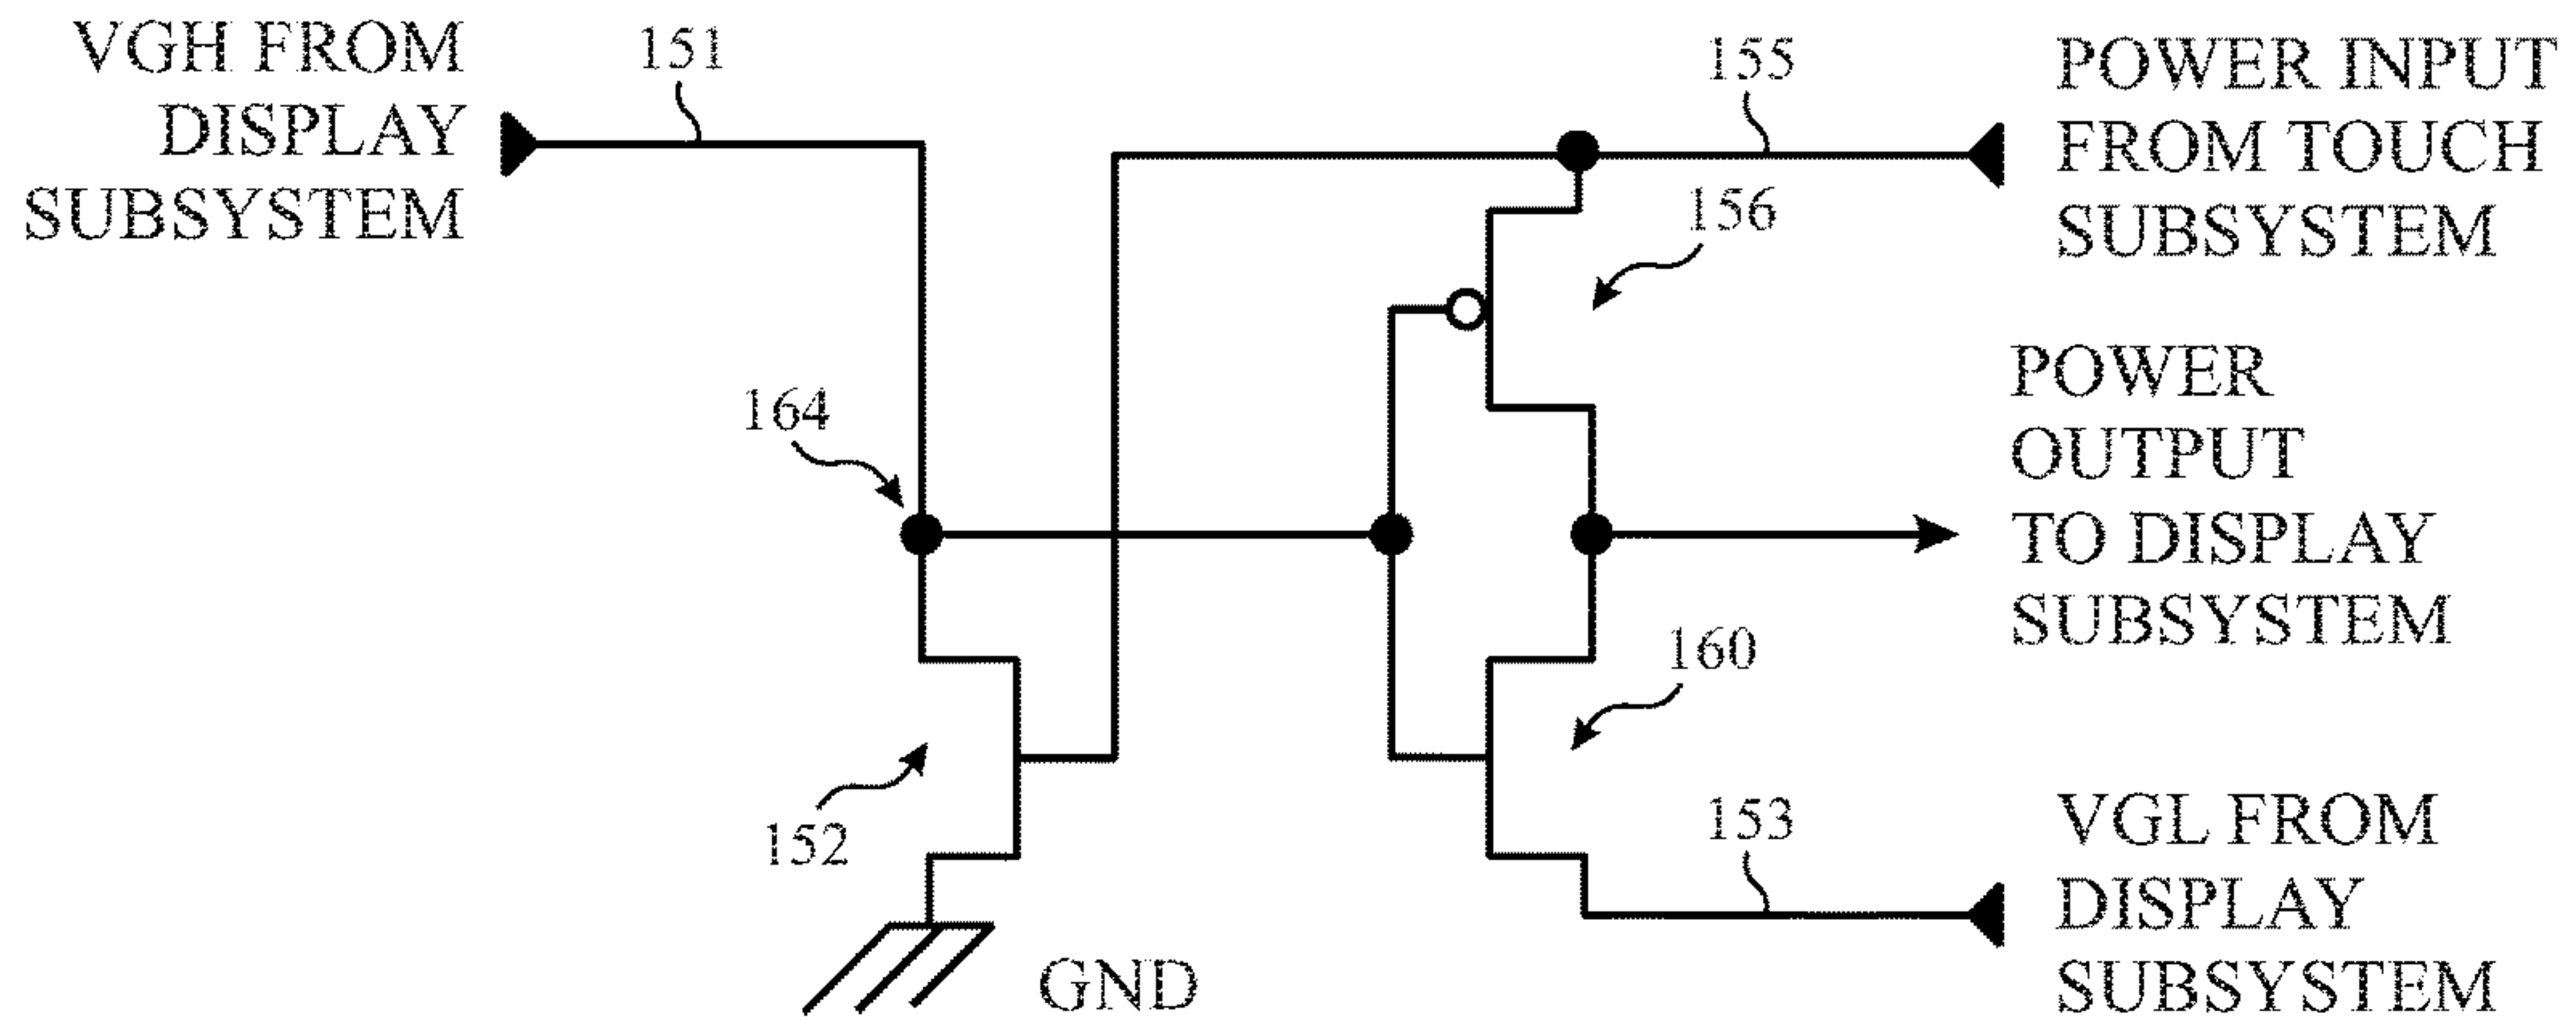 VGH FROM
DISPLAY
SUBSYSTEM
151
155
POWER INPUT
FROM TOUCH
SUBSYSTEM
156
164
POWER
OUTPUT
TO DISPLAY
SUBSYSTEM
160
152
153
VGL FROM
DISPLAY
SUBSYSTEM
GND